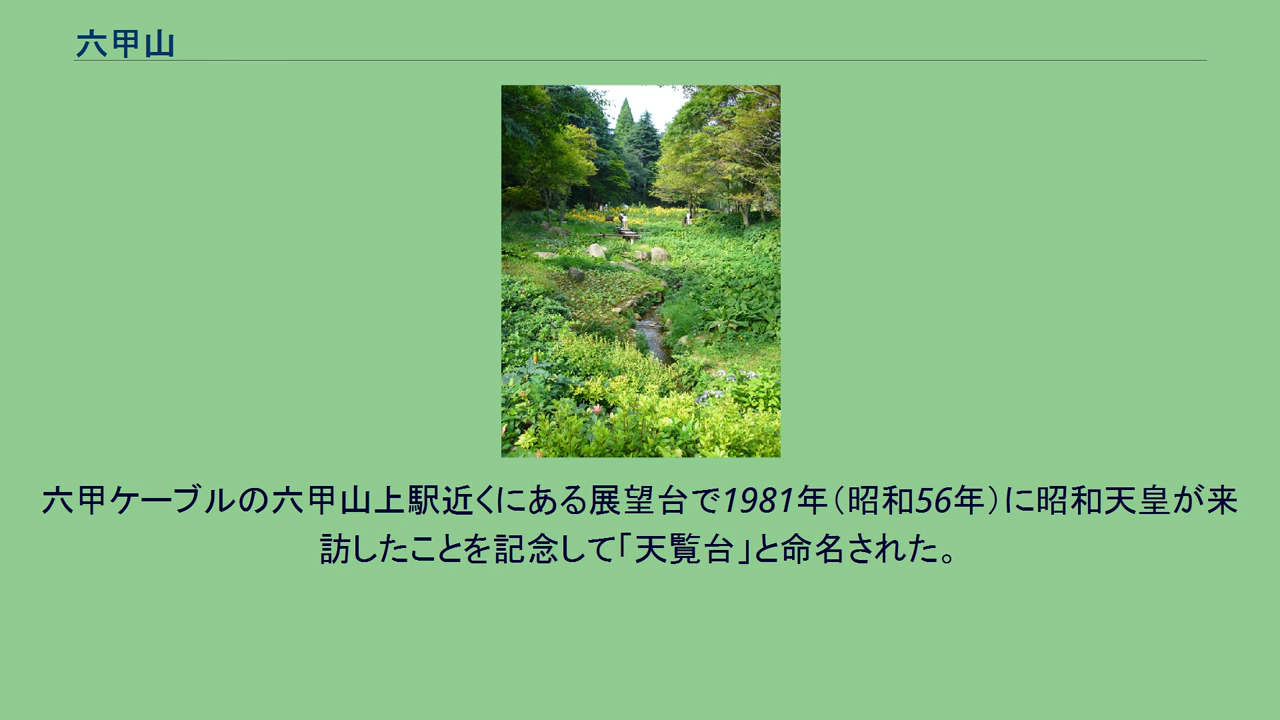 六甲山
六甲ケーブルの六甲山上駅近くにある展望台で1981年（昭和56年）に昭和天皇が来
訪したことを記念して「天覧台」と命名された。